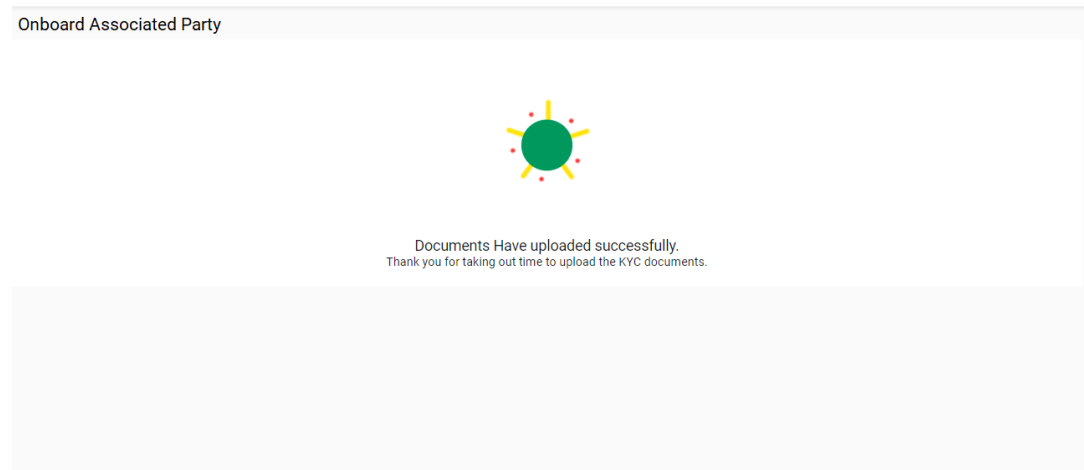 Onboard Associated Party
Documents Have uploaded successfully.
Thank you for taking out time to upload the KYC documents.